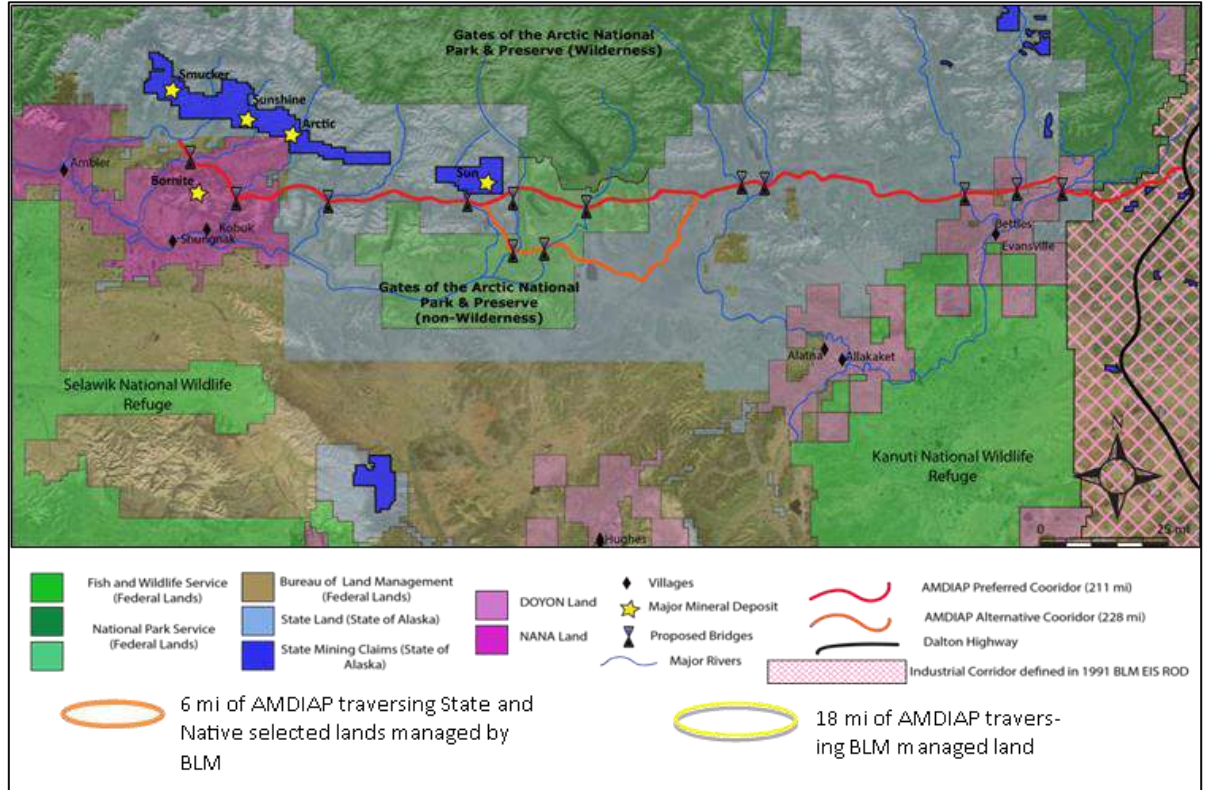 Gates of the Arctic National
Park & Preserve (Wilderness)
Smucker
Sunshine
Arctic
Ambler
Bornite
Sun
Kobuk
Shungnak
Bettles
Evansville
Gates of the Arctic National
Park & Preserve
(non-Wilderness)
Alatna
Allakaket
Selawik National Wildlife
Refuge
Kanuti National Wildlife
Refuge
N
Hughes
0
25 mi
Fish and Wildlife Service
(Federal Lands)
National Park Service
(Federal Lands)
Bureau of Land Management
(Federal Lands)
State Land (State of Alaska)
State Mining Claims (State of
Alaska)
DOYON Land
NANA Land
Villages
Major Mineral Deposit
Proposed Bridges
Major Rivers
AMDIAP Preferred Cooridor (211 mi)
AMDIAP Alternative Cooridor (228 mi)
Dalton Highway
Industrial Corridor defined in 1991 BLM EIS ROD
6 mi of AMDIAP traversing State and
Native selected lands managed by
BLM
18 mi of AMDIAP travers-
ing BLM managed land